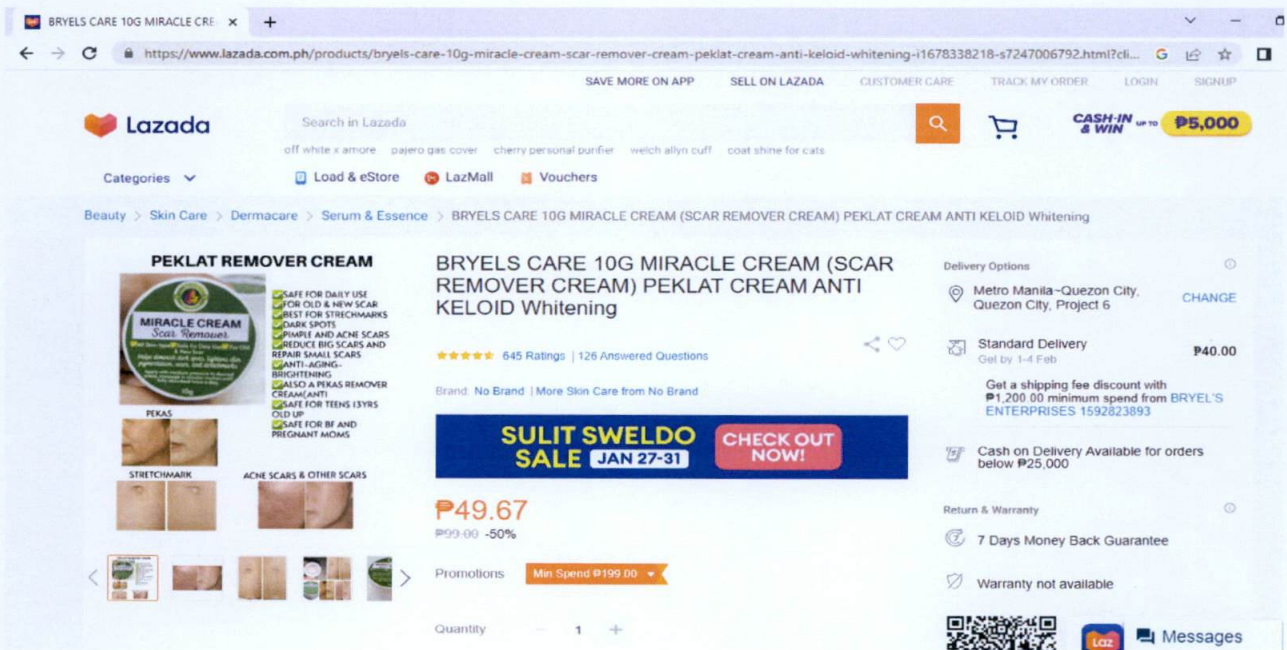 BRYELS CARE 10G MIRACLE CRE
https://www.lazada.com.ph/products/bryels-care-10g-miracle-cream-scar-remover-cream-peklat-cream-anti-keloid-whitening-i1678338218-s7247006792.html?cli...
SAVE MORE ON APP SELL ON LAZADA CUSTOMER CARE TRACK MY ORDER LOGIN SIGNUP
Lazada
Search in Lazada
CASH-IN & WIN UP TO ₱5,000
off white x amore pajero gas cover cherry personal purifier welch allyn cuff coat shine for cats
Categories Load & eStore LazMall Vouchers
Beauty > Skin Care > Dermacare > Serum & Essence > BRYELS CARE 10G MIRACLE CREAM (SCAR REMOVER CREAM) PEKLAT CREAM ANTI KELOID Whitening
PEKLAT REMOVER CREAM
MIRACLE CREAM
Scar Remover
SAFE FOR DAILY USE
FOR OLD & NEW SCAR
BEST FOR STRECHMARKS
DARK SPOTS
PIMPLE AND ACNE SCARS
REDUCE BIG SCARS AND
REPAIR SMALL SCARS
ANTI-AGING-
BRIGHTENING
ALSO A PEKAS REMOVER
CREAM(ANTI
SAFE FOR TEENS 13YRS
OLD UP
SAFE FOR BF AND
PREGNANT MOMS
PEKAS
STRETCHMARK
ACNE SCARS & OTHER SCARS
BRYELS CARE 10G MIRACLE CREAM (SCAR
REMOVER CREAM) PEKLAT CREAM ANTI
KELOID Whitening
645 Ratings | 126 Answered Questions
Brand: No Brand | More Skin Care from No Brand
SULIT SWELDO
SALE JAN 27-31
CHECK OUT
NOW!
₱49.67
₱99.00 -50%
Promotions Min Spend ₱199.00
Quantity 1
Delivery Options
Metro Manila~Quezon City,
Quezon City, Project 6
CHANGE
Standard Delivery
Get by 1-4 Feb
₱40.00
Get a shipping fee discount with
₱1,200.00 minimum spend from BRYEL'S
ENTERPRISES 1592823893
Cash on Delivery Available for orders
below ₱25,000
Return & Warranty
7 Days Money Back Guarantee
Warranty not available
Laz
Messages